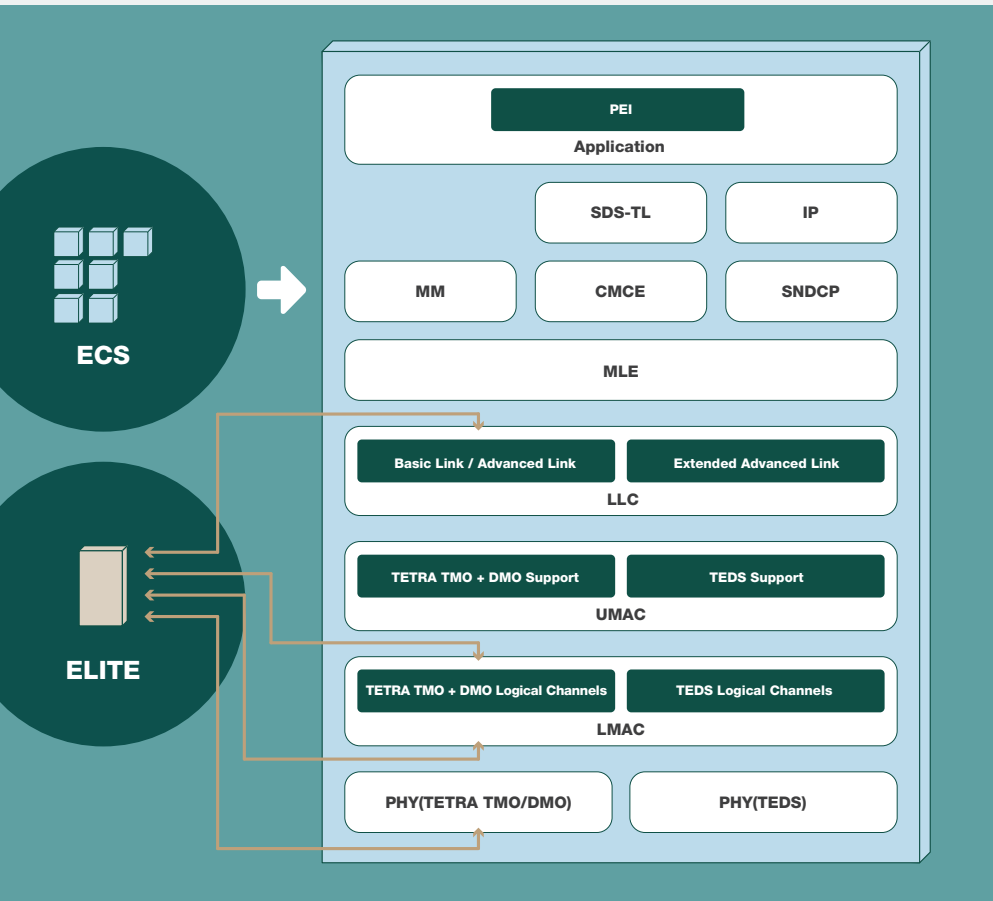 PEI
Application
SDS-TL
IP
MM
CMCE
SNDCP
ECS
MLE
Basic Link / Advanced Link
Extended Advanced Link
LLC
TETRA TMO + DMO Support
TEDS Support
UMAC
ELITE
TETRA TMO + DMO Logical Channels
TEDS Logical Channels
LMAC
PHY(TETRA TMO/DMO)
PHY(TEDS)